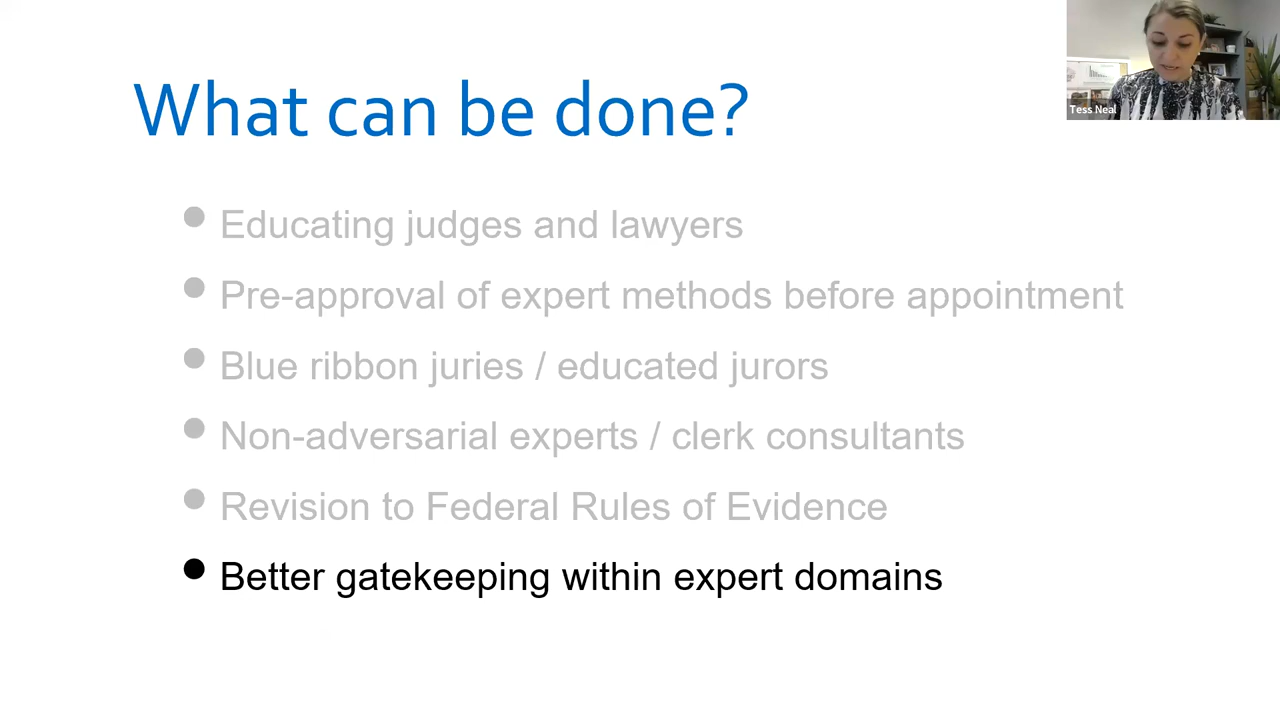 What can be done?
Tess Neal
• Educating judges and lawyers
• Pre-approval of expert methods before appointment
• Blue ribbon juries / educated jurors
• Non-adversarial experts / clerk consultants
• Revision to Federal Rules of Evidence
• Better gatekeeping within expert domains